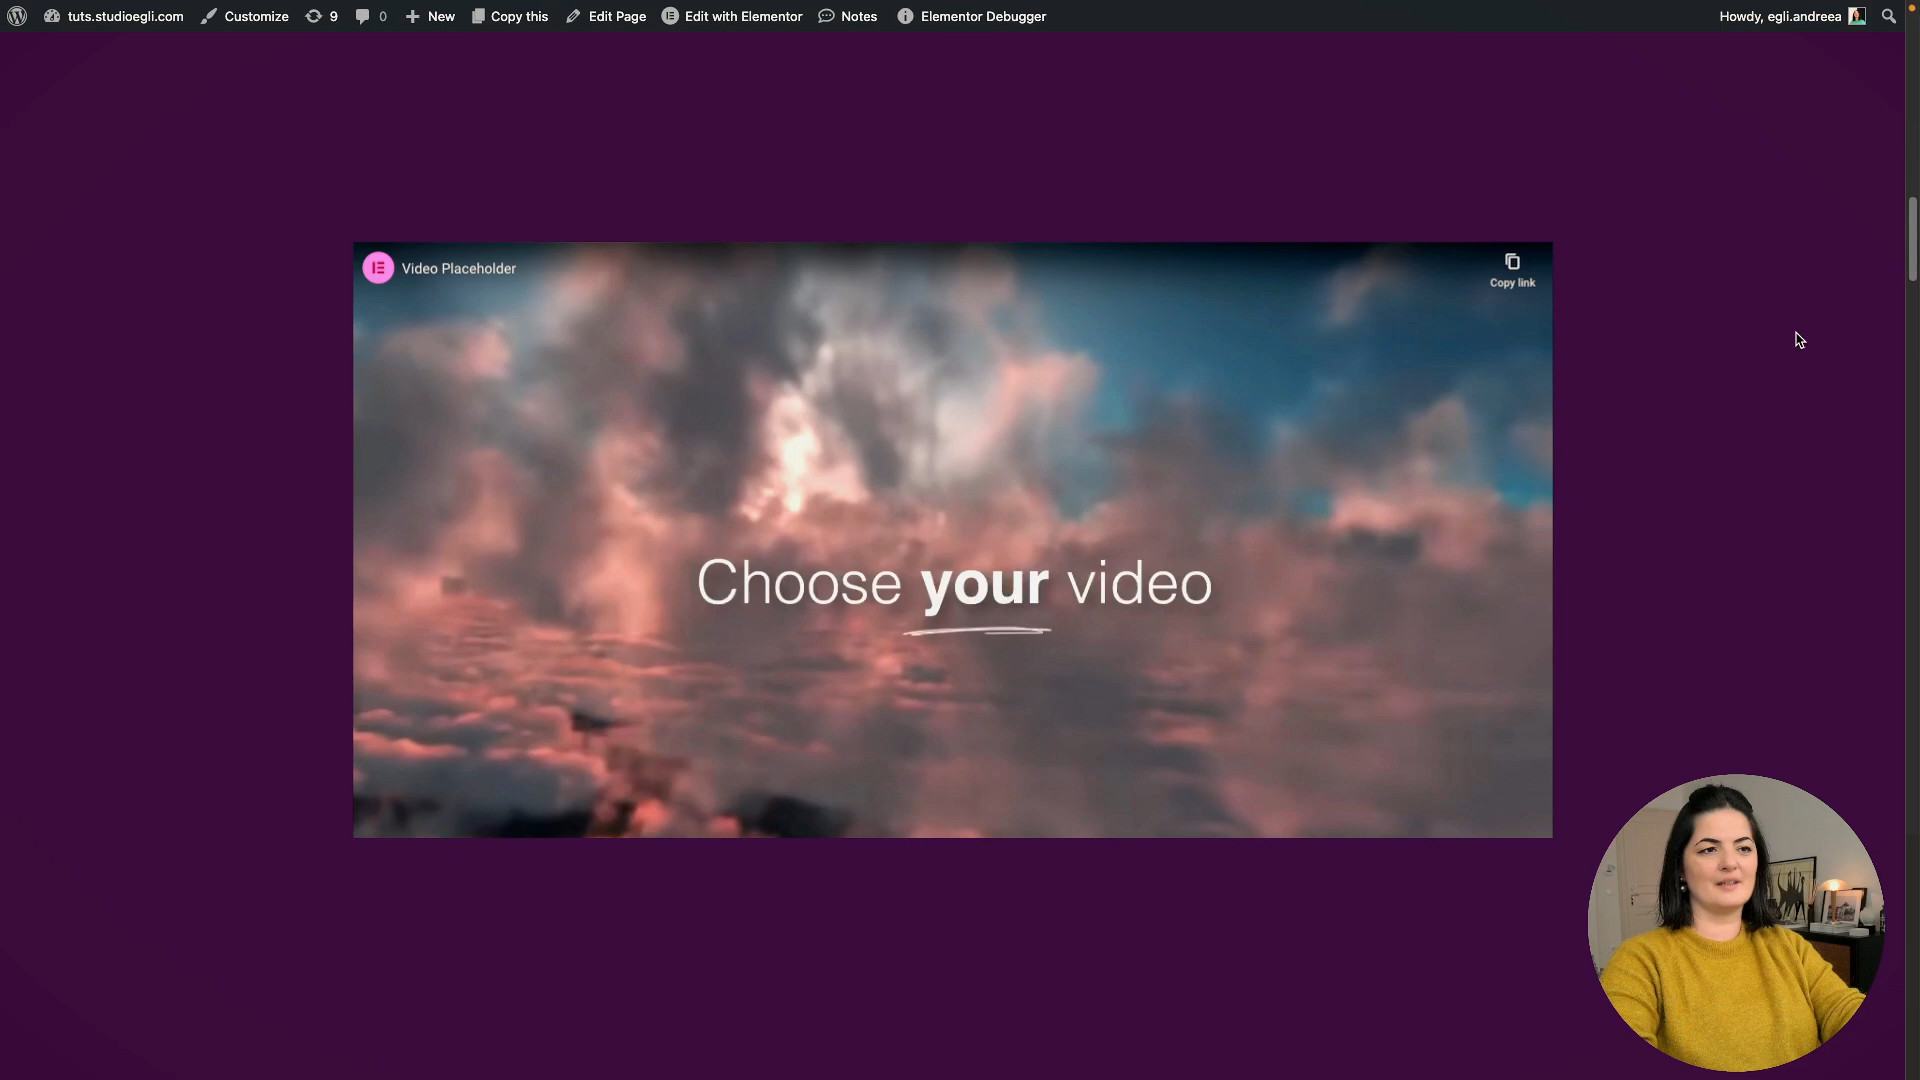 tuts.studioegli.com Customize 9 0 New Copy this Edit Page Edit with Elementor Notes Elementor Debugger Howdy, egli.andreea
Video Placeholder
Copy link
Choose your video